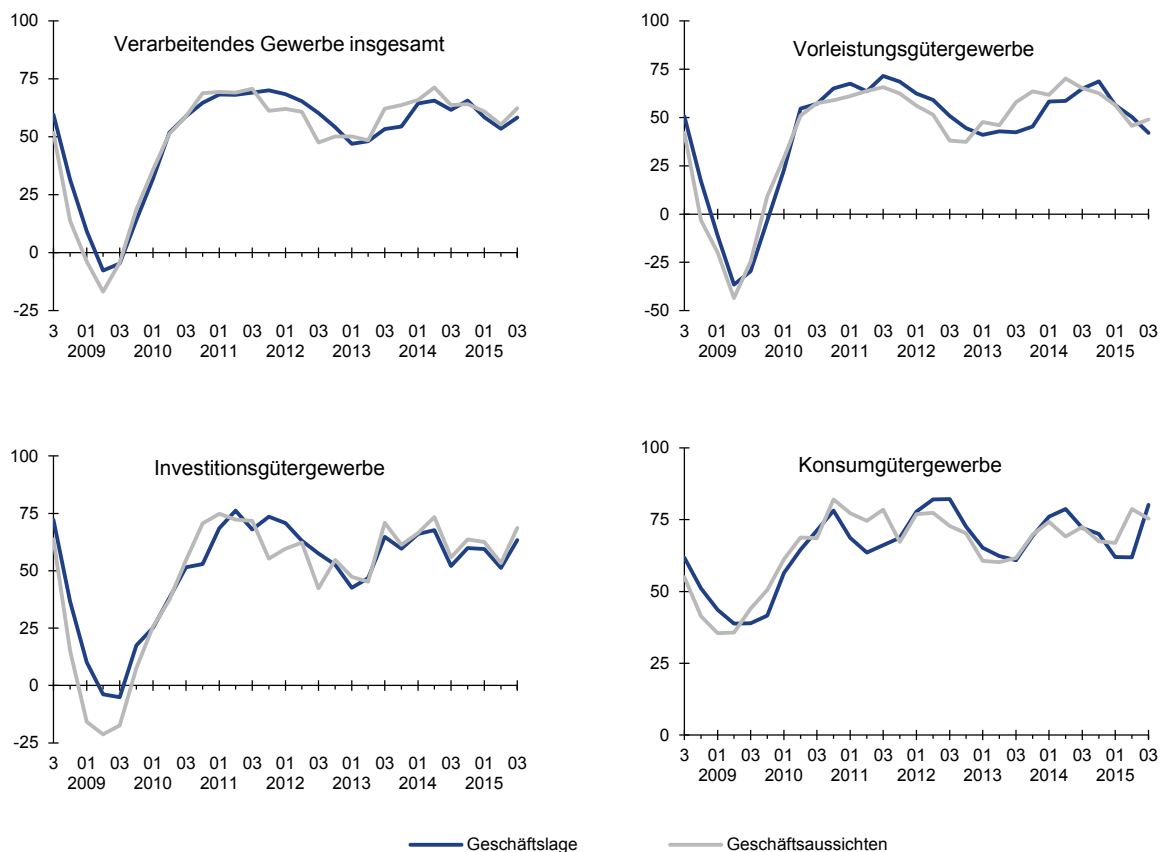 Verarbeitendes Gewerbe insgesamt
100
75
50
25
0
-25
3 01 03 01 03 01 03 01 03 01 03 01 03 01 03
2009 2010 2011 2012 2013 2014 2015
Vorleistungsgütergewerbe
100
75
50
25
0
-25
-50
3 01 03 01 03 01 03 01 03 01 03 01 03 01 03
2009 2010 2011 2012 2013 2014 2015
Investitionsgütergewerbe
100
75
50
25
0
-25
3 01 03 01 03 01 03 01 03 01 03 01 03 01 03
2009 2010 2011 2012 2013 2014 2015
Konsumgütergewerbe
100
75
50
25
0
3 01 03 01 03 01 03 01 03 01 03 01 03 01 03
2009 2010 2011 2012 2013 2014 2015
Geschäftslage Geschäftsaussichten